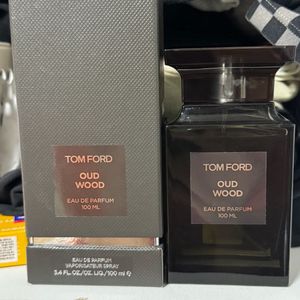 TOM FORD
OUD
WOOD
EAU DE PARFUM
100 ML
EAU DE PARFUM
VAPORISATEUR SPRAY
3.4 FL.OZ./OZ. LIQ./100 ml ℮
TOM FORD
OUD
WOOD
EAU DE PARFUM
100 ML